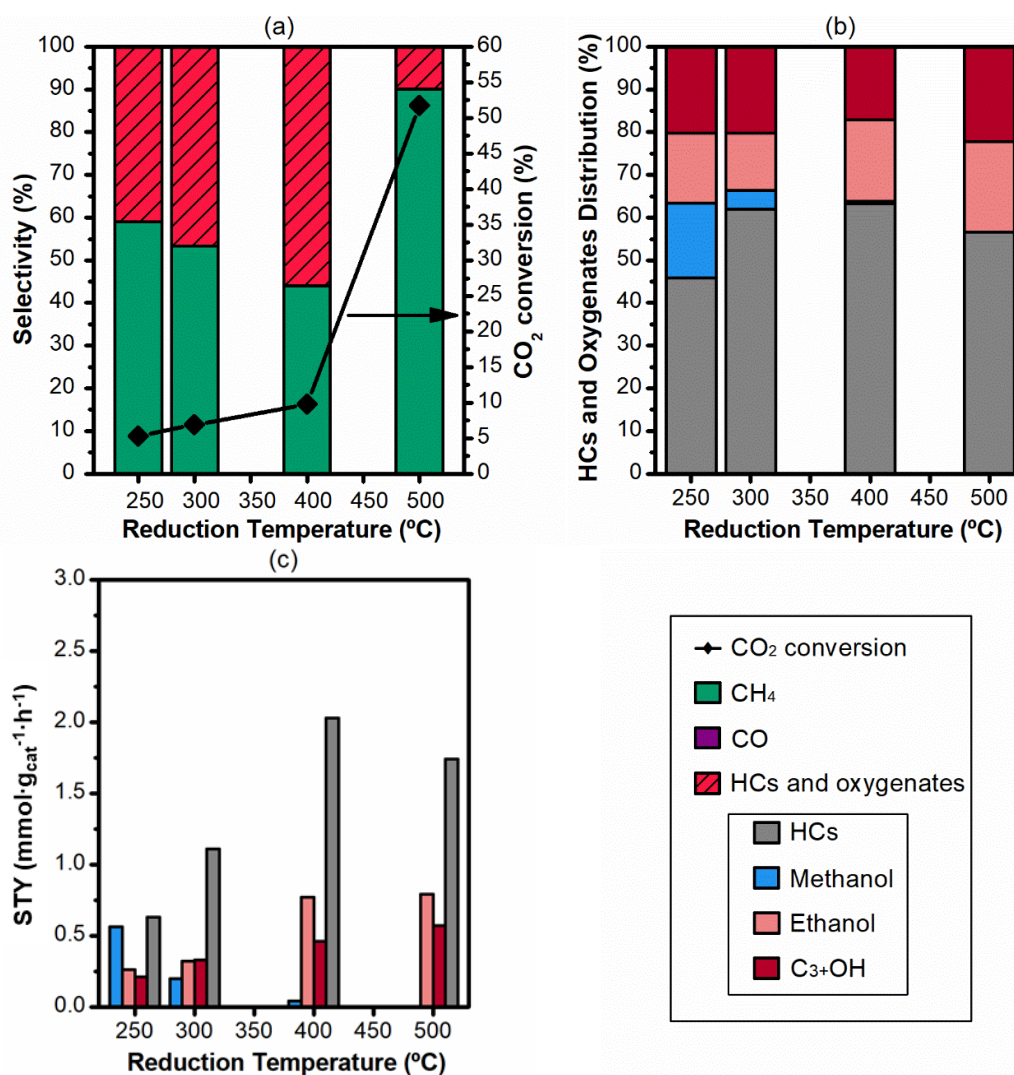 (a)
Selectivity (%)
100
90
80
70
60
50
40
30
20
10
0
60
55
50
45
40
35
30
25
20
15
10
5
0
CO₂ conversion (%)
250 300 350 400 450 500
Reduction Temperature (ºC)
(b)
HCs and Oxygenates Distribution (%)
100
90
80
70
60
50
40
30
20
10
0
250 300 350 400 450 500
Reduction Temperature (ºC)
(c)
STY (mmol·gcat⁻¹·h⁻¹)
3.0
2.5
2.0
1.5
1.0
0.5
0.0
250 300 350 400 450 500
Reduction Temperature (ºC)
CO₂ conversion
CH₄
CO
HCs and oxygenates
HCs
Methanol
Ethanol
C₃₊OH